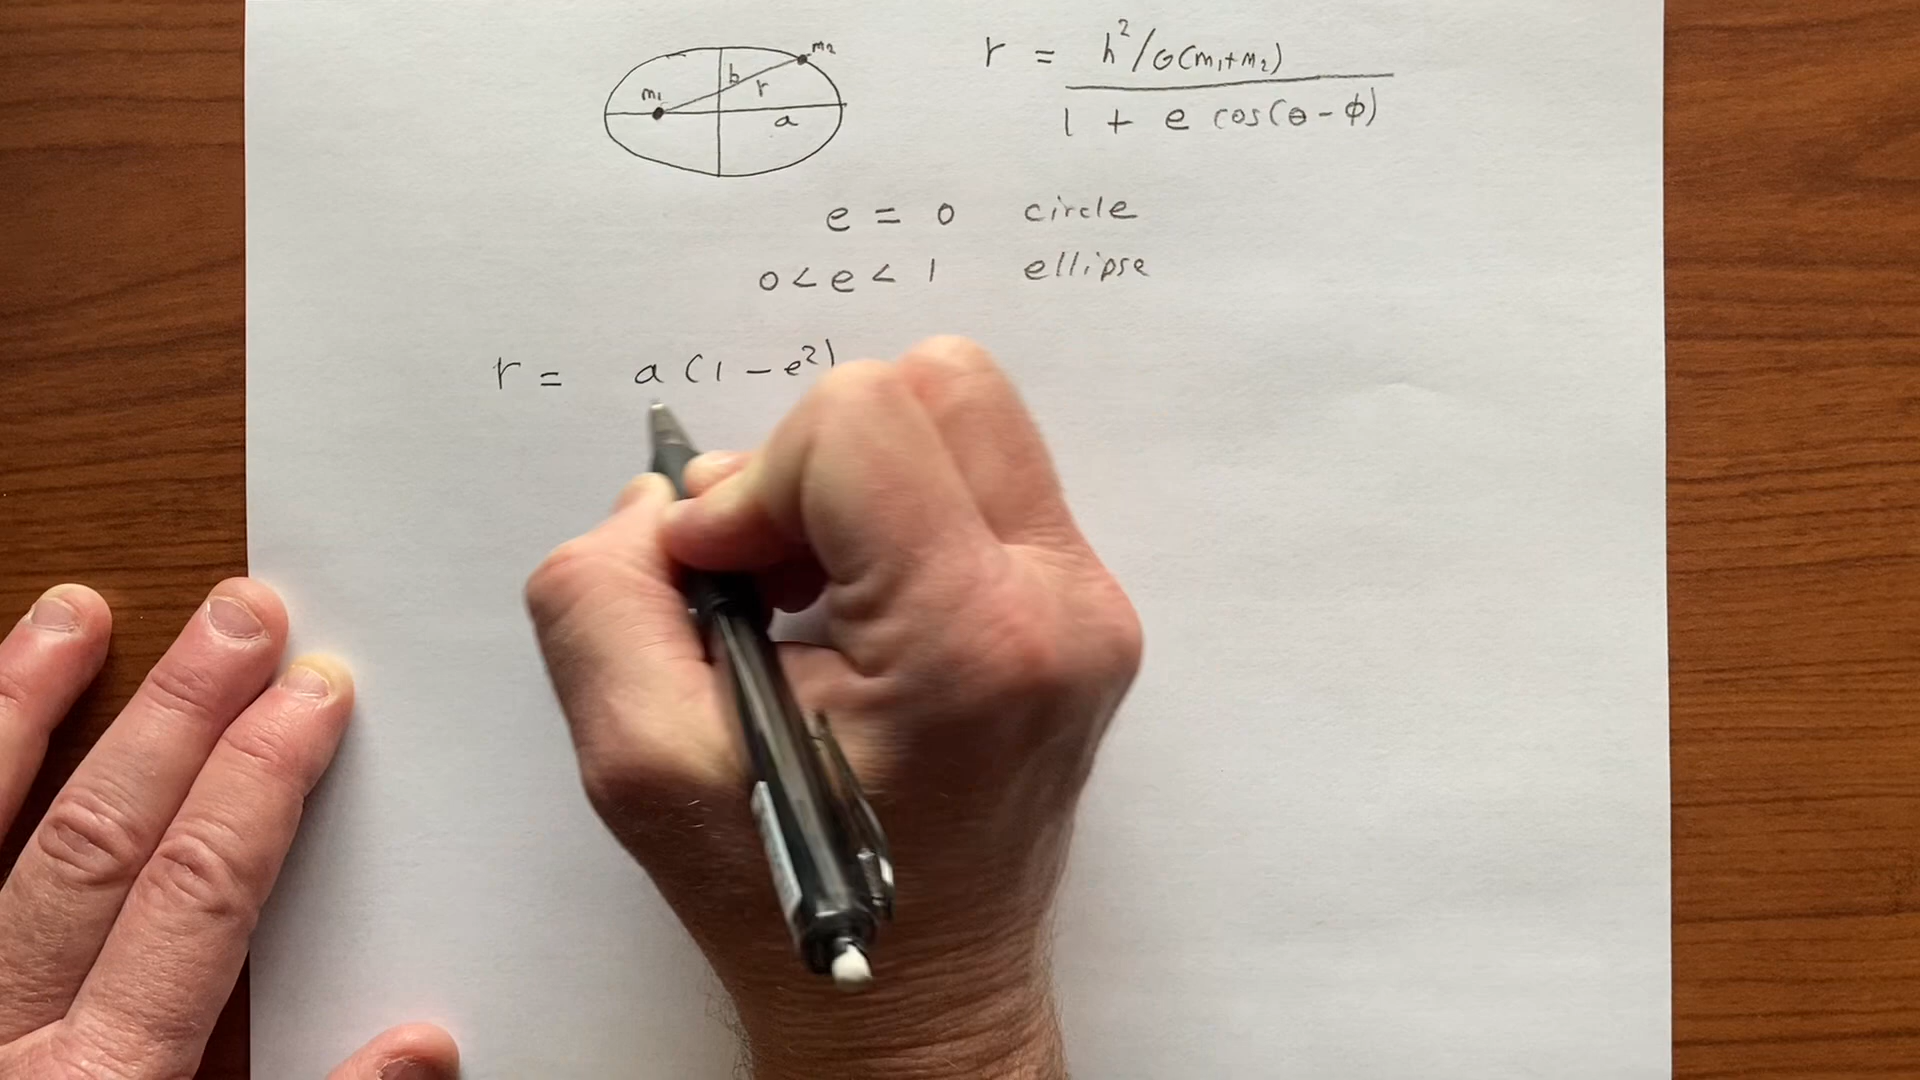 m₁ b r a m₂
r = h²/G(m₁+m₂)
1 + e cos(θ-φ)
e = 0 circle
0<e<1 ellipse
r = a(1-e²)